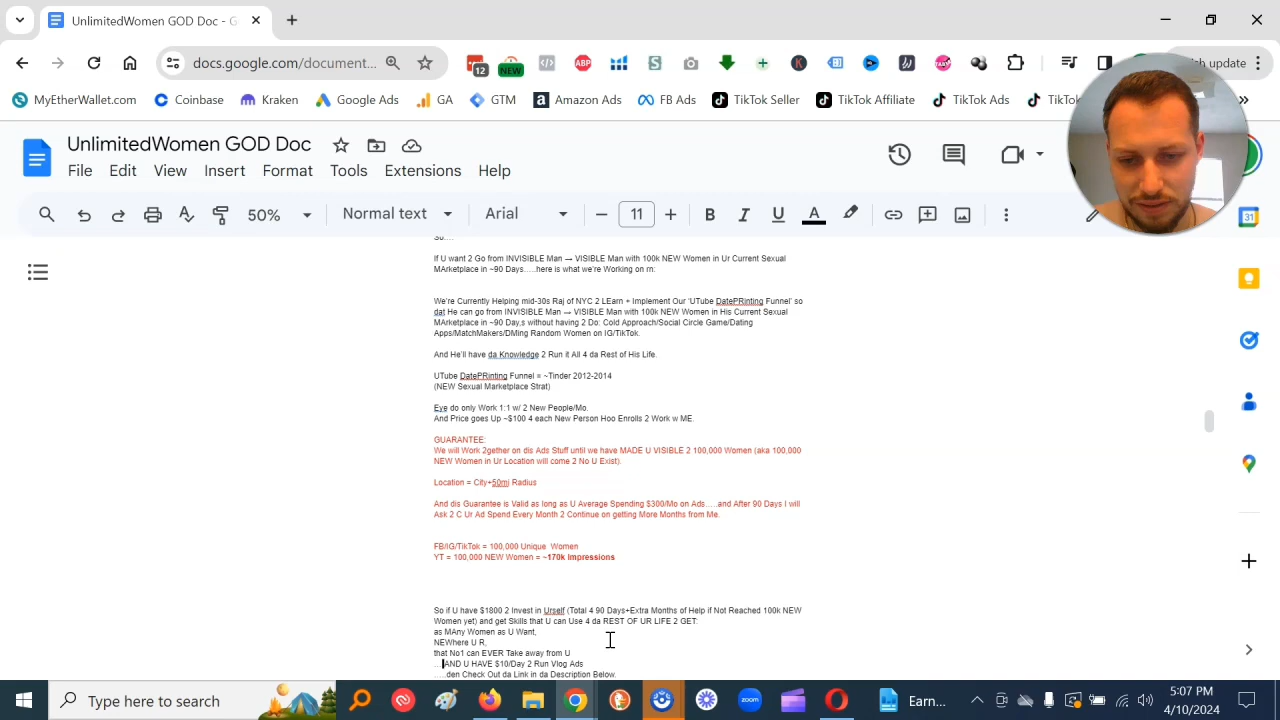 UnlimitedWomen GOD Doc - G
docs.google.com/document...
12
NEW
ABP
MyEtherWallet.com
Coinbase
Kraken
Google Ads
GA
GTM
Amazon Ads
FB Ads
TikTok Seller
TikTok Affiliate
TikTok Ads
UnlimitedWomen GOD Doc
File Edit View Insert Format Tools Extensions Help
50% Normal text Arial 11
So....
If U want 2 Go from INVISIBLE Man → VISIBLE Man with 100k NEW Women in Ur Current Sexual
MArketplace in ~90 Days…..here is what we're Working on rn:
We're Currently Helping mid-30s Raj of NYC 2 LEarn + Implement Our 'UTube DatePRinting Funnel' so
dat He can go from INVISIBLE Man → VISIBLE Man with 100k NEW Women in His Current Sexual
MArketplace in ~90 Day,s without having 2 Do: Cold Approach/Social Circle Game/Dating
Apps/MatchMakers/DMing Random Women on IG/TikTok.
And He'll have da Knowledge 2 Run it All 4 da Rest of His Life.
UTube DatePRinting Funnel = ~Tinder 2012-2014
(NEW Sexual Marketplace Strat)
Eye do only Work 1:1 w/ 2 New People/Mo.
And Price goes Up ~$100 4 each New Person Hoo Enrolls 2 Work w ME.
GUARANTEE:
We will Work 2gether on dis Ads Stuff until we have MADE U VISIBLE 2 100,000 Women (aka 100,000
NEW Women in Ur Location will come 2 No U Exist).
Location = City+50mi Radius
And dis Guarantee is Valid as long as U Average Spending $300/Mo on Ads…..and After 90 Days I will
Ask 2 C Ur Ad Spend Every Month 2 Continue on getting More Months from Me.
FB/IG/TikTok = 100,000 Unique  Women
YT = 100,000 NEW Women = ~170k Impressions
So if U have $1800 2 Invest in Urself (Total 4 90 Days+Extra Months of Help if Not Reached 100k NEW
Women yet) and get Skills that U can Use 4 da REST OF UR LIFE 2 GET:
as MAny Women as U Want,
NEWhere U R,
that No1 can EVER Take away from U
…AND U HAVE $10/Day 2 Run Vlog Ads
…..den Check Out da Link in da Description Below.
Type here to search
Earn...
5:07 PM
4/10/2024